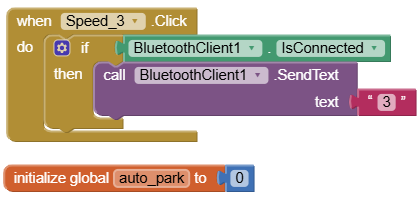 when Speed_3 .Click
do if BluetoothClient1 . IsConnected
then call BluetoothClient1 .SendText
text " 3 "
initialize global auto_park to 0